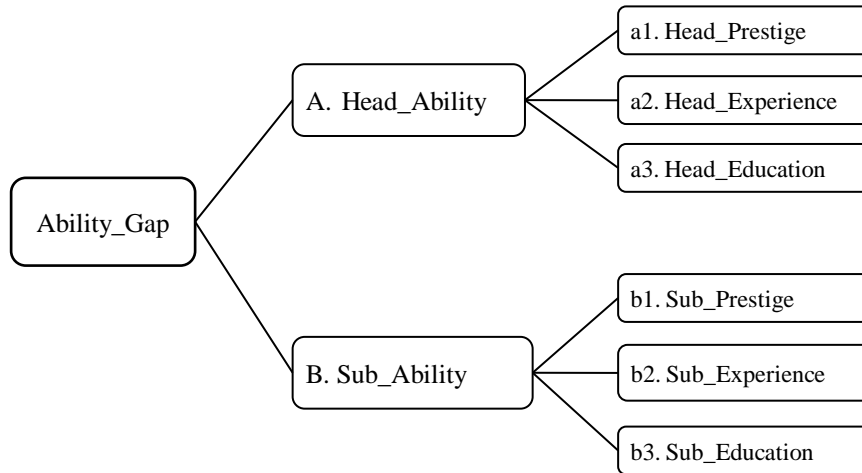 a1. Head_Prestige
A. Head_Ability
a2. Head_Experience
a3. Head_Education
Ability_Gap
b1. Sub_Prestige
B. Sub_Ability
b2. Sub_Experience
b3. Sub_Education